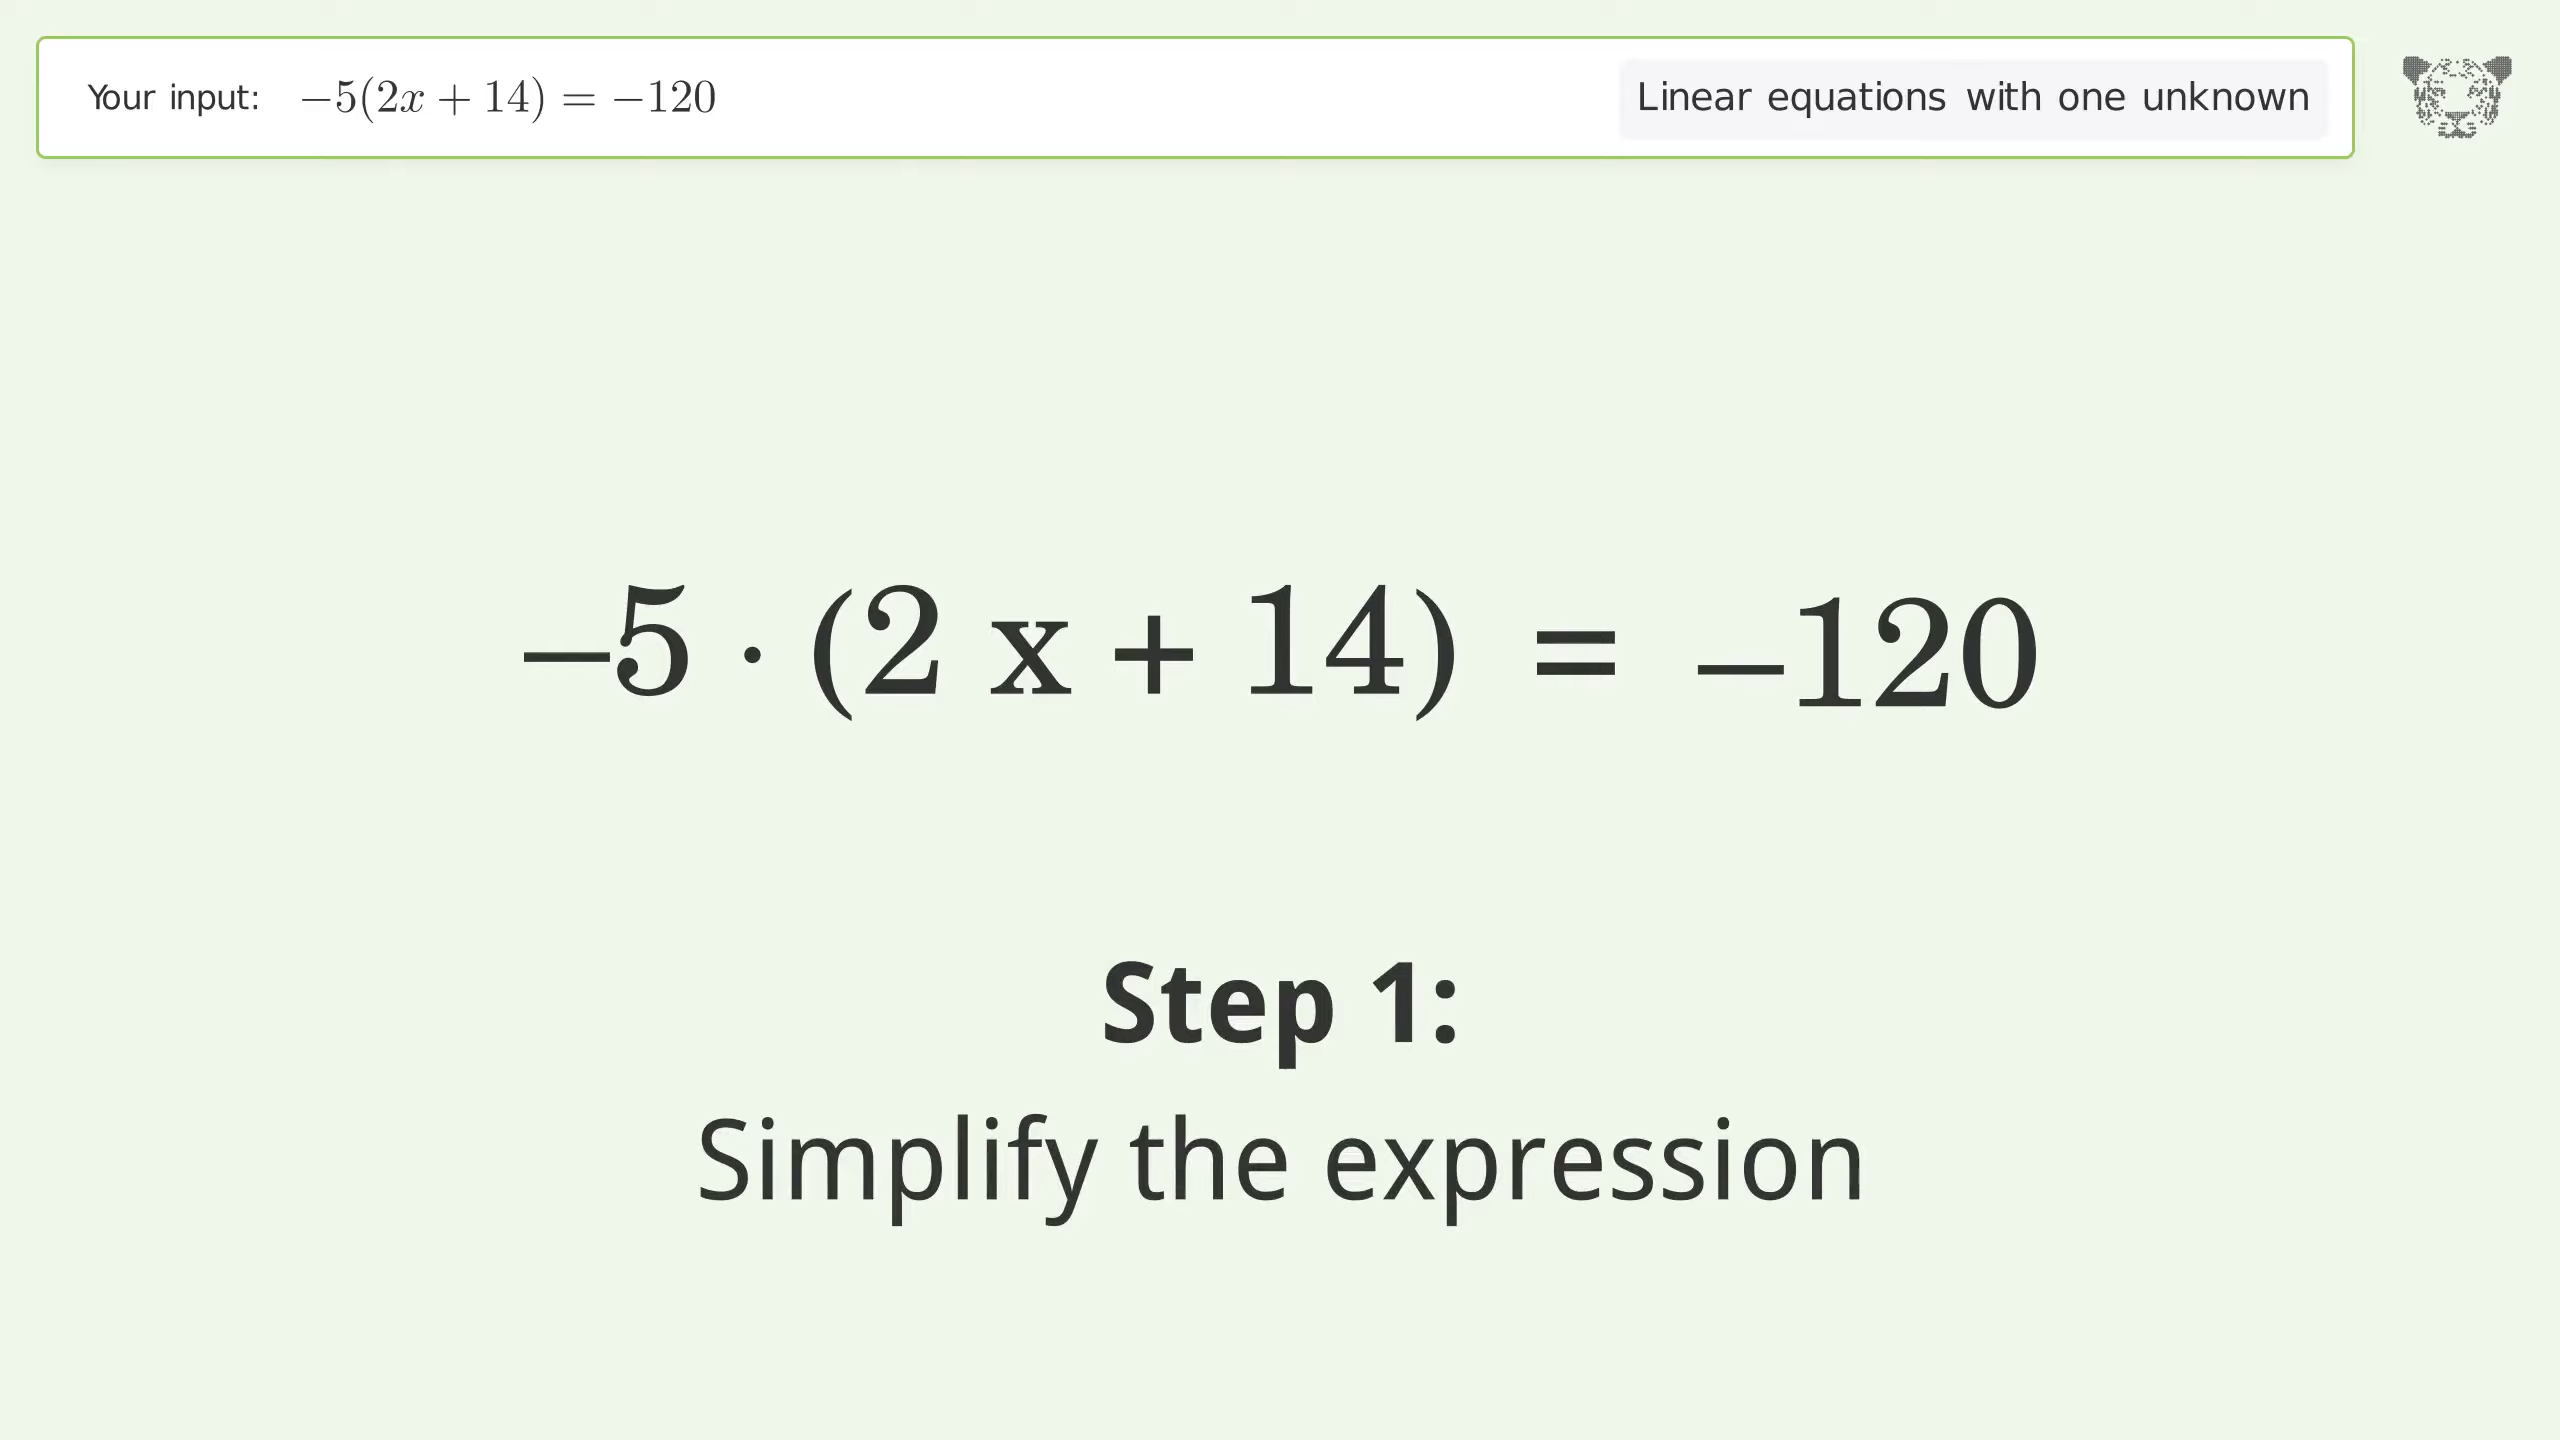 Your input: −5(2x + 14) = −120 Linear equations with one unknown
−5 · (2 x + 14) = −120
Step 1:
Simplify the expression